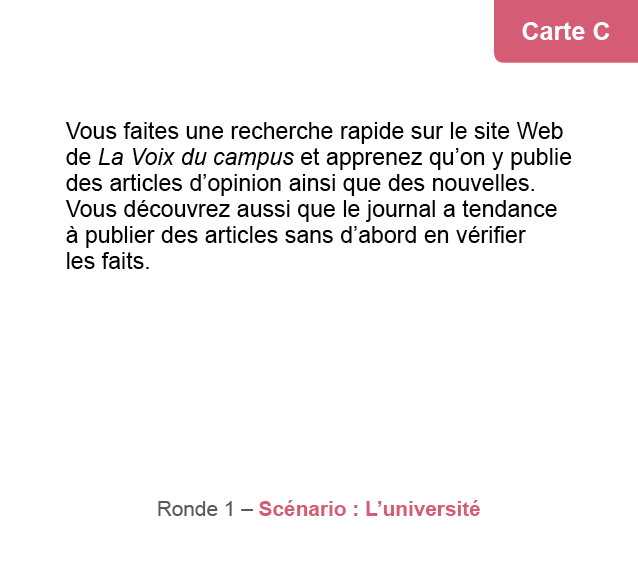 Carte C
Vous faites une recherche rapide sur le site Web
de La Voix du campus et apprenez qu’on y publie
des articles d’opinion ainsi que des nouvelles.
Vous découvrez aussi que le journal a tendance
à publier des articles sans d’abord en vérifier
les faits.
Ronde 1 – Scénario : L’université